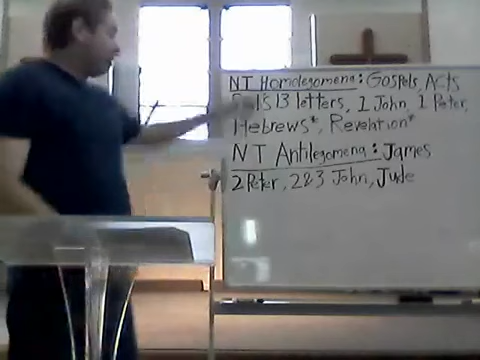 NT Homolegomena: Gospels, Acts
Paul's 13 letters, 1 John, 1 Peter,
Hebrews*, Revelation*
NT Antilegomena: James
2 Peter, 2&3 John, Jude